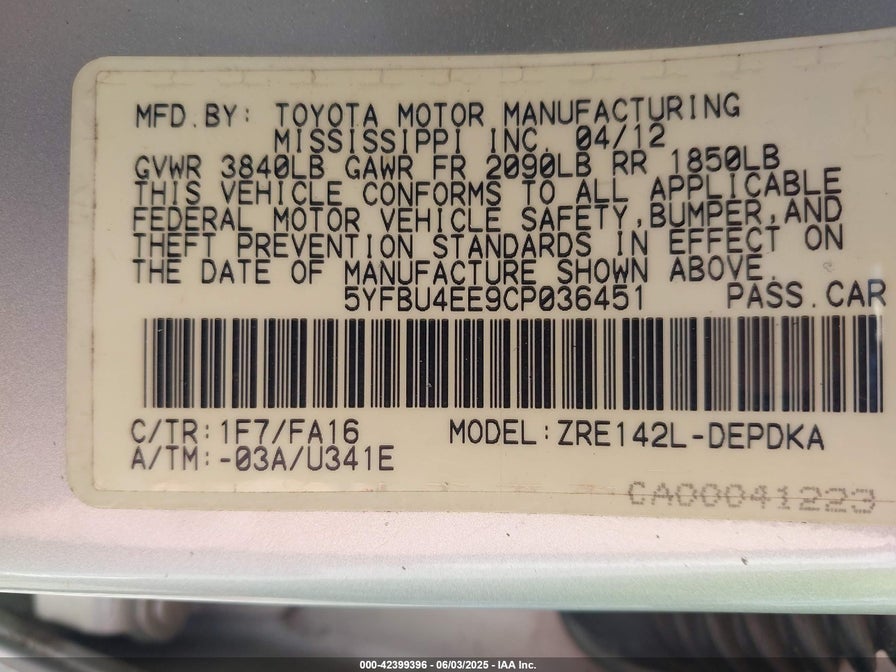 MFD.BY: TOYOTA MOTOR MANUFACTURING
MISSISSIPPI INC. 04/12
GVWR 3840LB GAWR FR 2090LB RR 1850LB
THIS VEHICLE CONFORMS TO ALL APPLICABLE
FEDERAL MOTOR VEHICLE SAFETY,BUMPER,AND
THEFT PREVENTION STANDARDS IN EFFECT ON
THE DATE OF MANUFACTURE SHOWN ABOVE.
5YFBU4EE9CP036451 PASS.CAR
C/TR:1F7/FA16 MODEL:ZRE142L-DEPDKA
A/TM:-03A/U341E
CA00041223
000-42399396 - 06/03/2025 - IAA Inc.